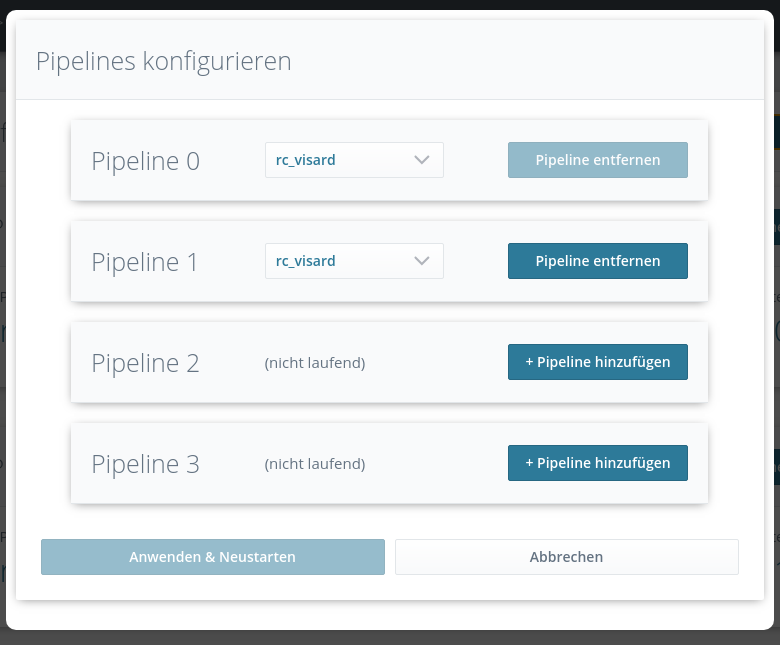 Pipelines konfigurieren
Pipeline 0 rc_visard Pipeline entfernen
Pipeline 1 rc_visard Pipeline entfernen
Pipeline 2 (nicht laufend) + Pipeline hinzufügen
Pipeline 3 (nicht laufend) + Pipeline hinzufügen
Anwenden & Neustarten Abbrechen